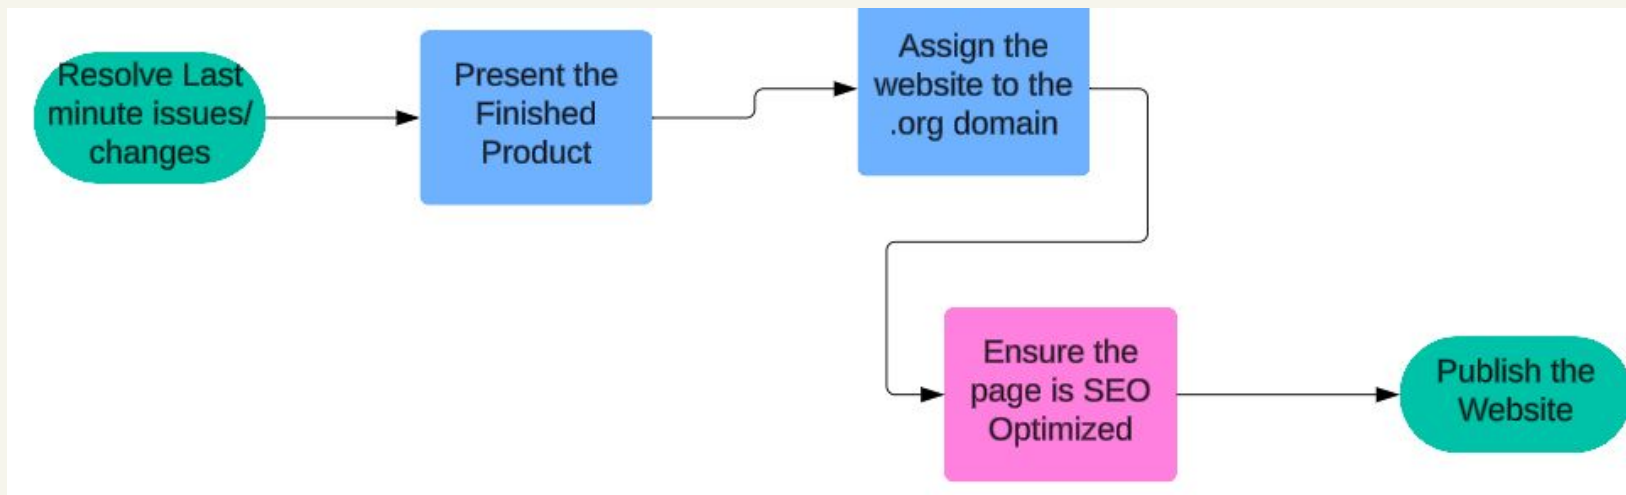 Resolve Last
minute issues/
changes
Present the
Finished
Product
Assign the
website to the
.org domain
Ensure the
page is SEO
Optimized
Publish the
Website